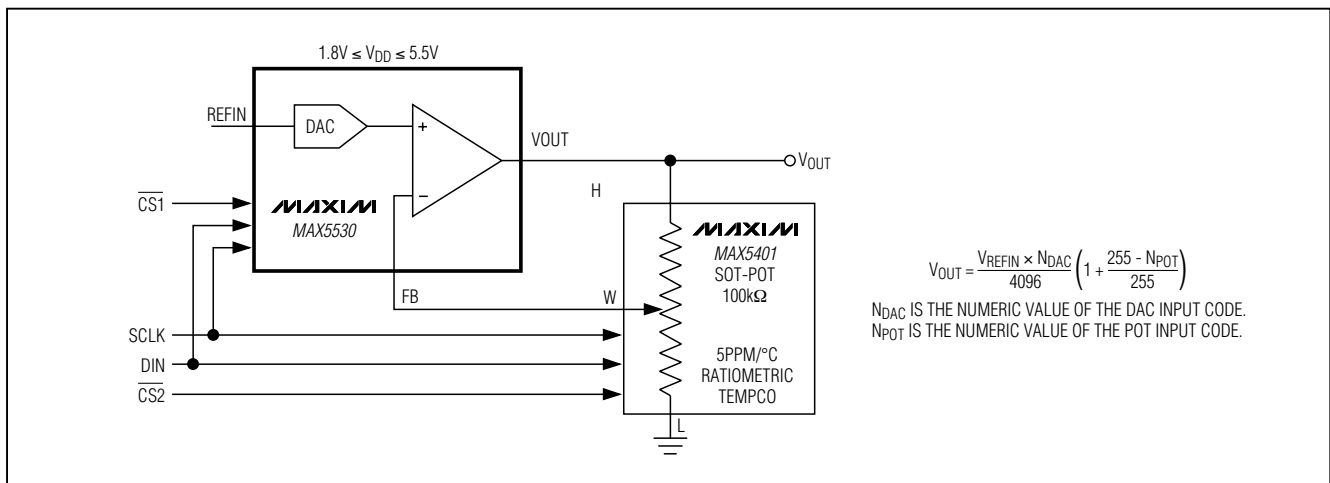 1.8V ≤ VDD ≤ 5.5V
REFIN
DAC
+
−
VOUT
VOUT
H
CS1
MAXIM
MAX5530
MAXIM
MAX5401
SOT-POT
100kΩ
FB
W
SCLK
DIN
CS2
5PPM/°C
RATIOMETRIC
TEMPCO
L
VOUT = VREFIN × NDAC / 4096 (1 + 255 - NPOT / 255)
NDAC IS THE NUMERIC VALUE OF THE DAC INPUT CODE.
NPOT IS THE NUMERIC VALUE OF THE POT INPUT CODE.